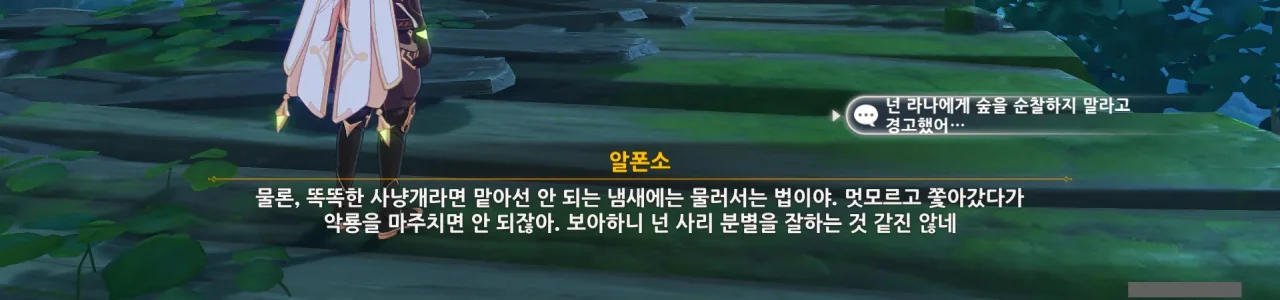 넌 라나에게 숲을 순찰하지 말라고
경고했어…
알폰소
물론, 똑똑한 사냥개라면 맡아선 안 되는 냄새에는 물러서는 법이야. 멋모르고 쫓아갔다가
악룡을 마주치면 안 되잖아. 보아하니 넌 사리 분별을 잘하는 것 같진 않네